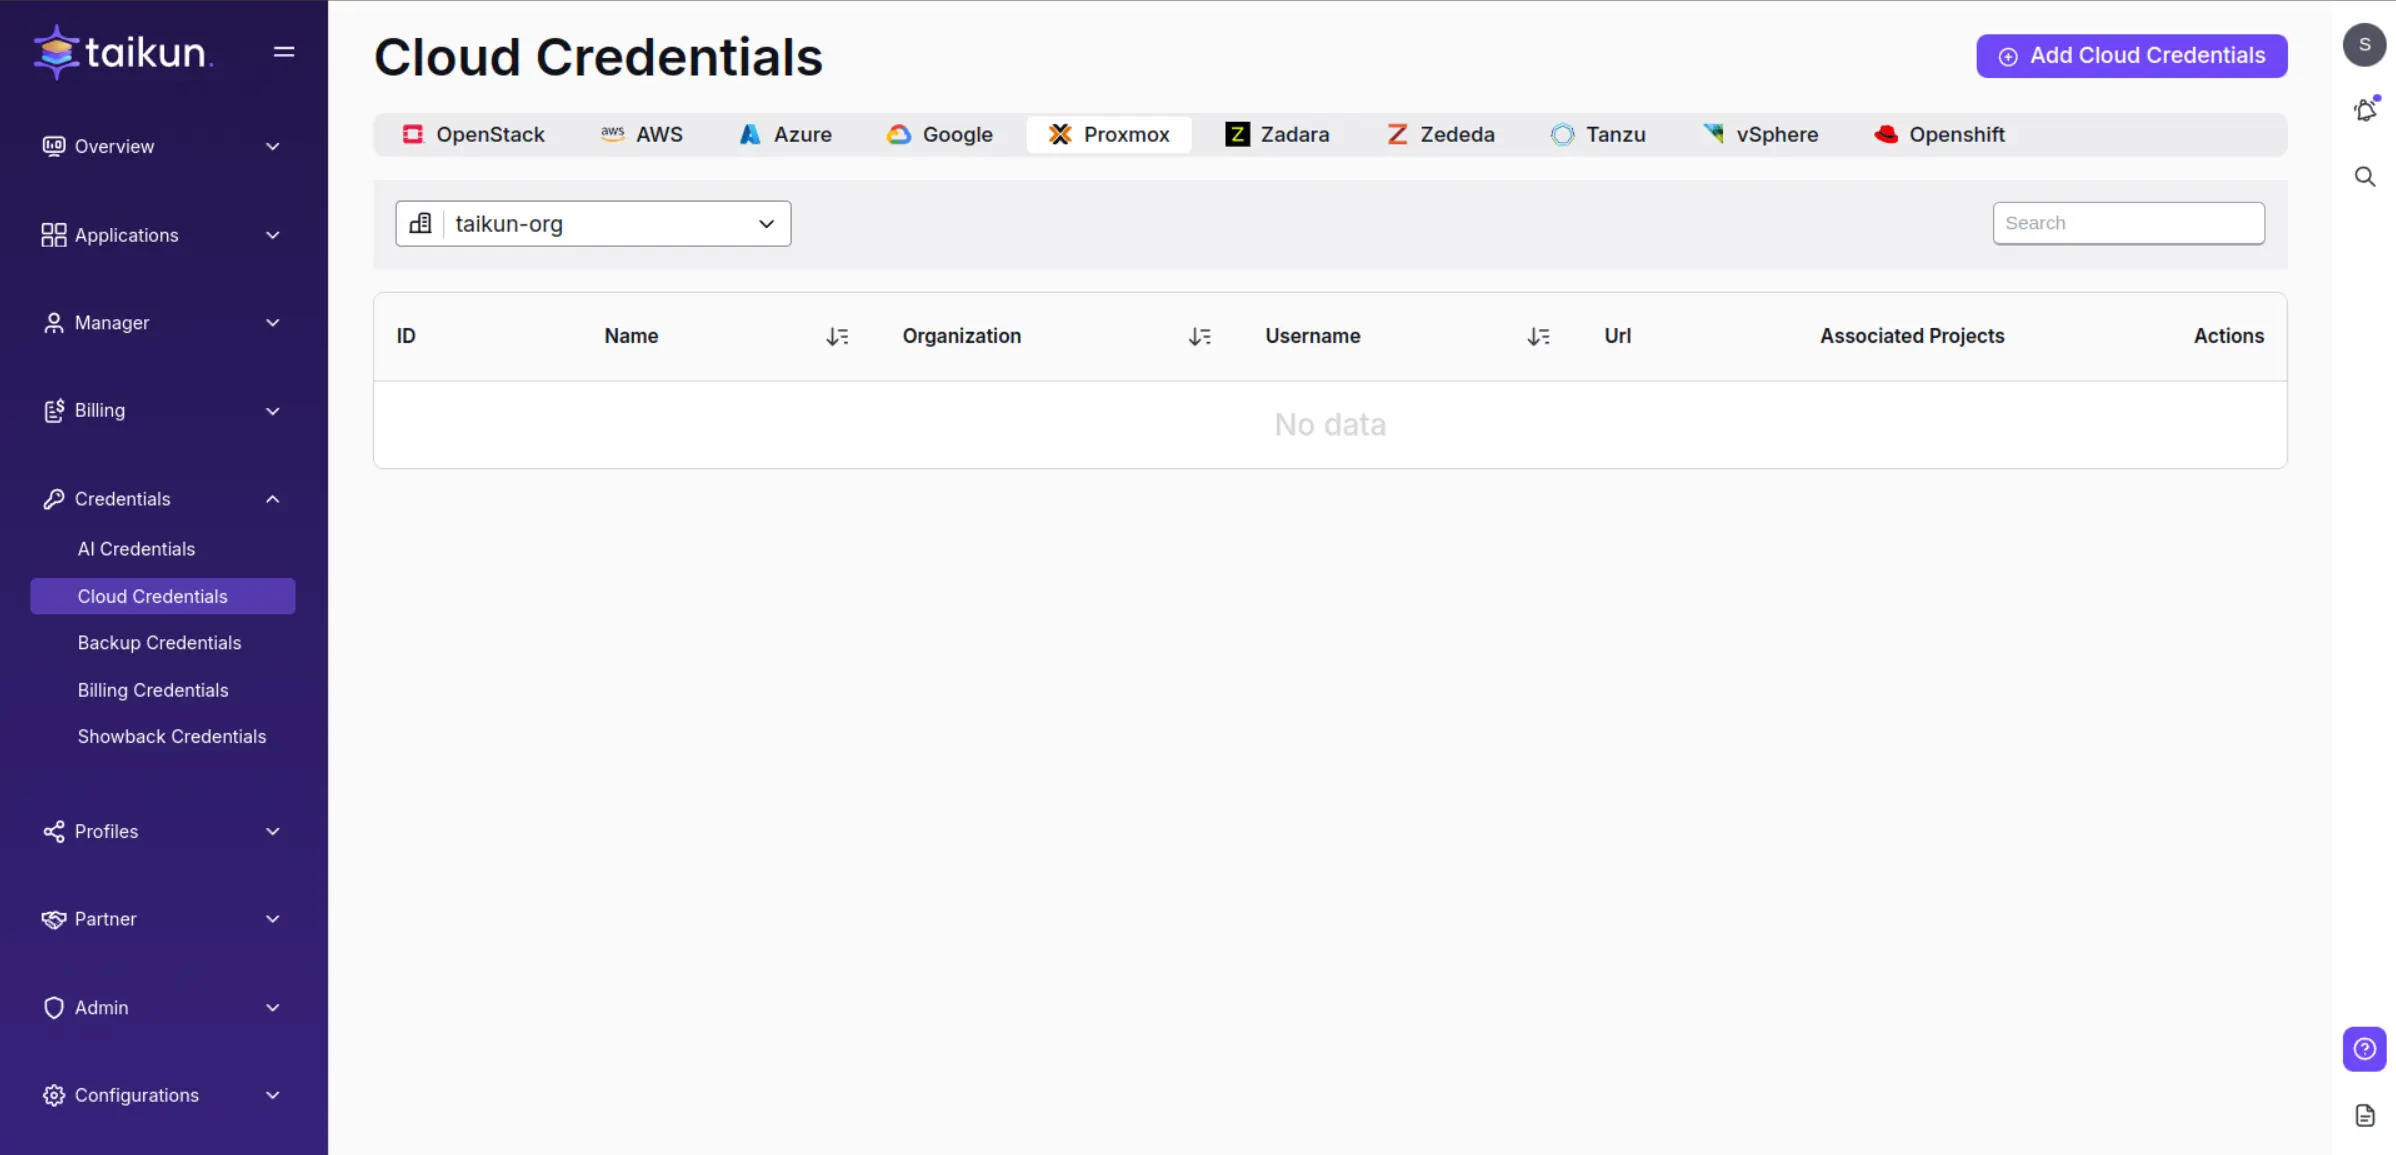 taikun.
Overview
Applications
Manager
Billing
Credentials
AI Credentials
Cloud Credentials
Backup Credentials
Billing Credentials
Showback Credentials
Profiles
Partner
Admin
Configurations
Cloud Credentials
Add Cloud Credentials
OpenStack aws AWS Azure Google Proxmox Z Zadara Zededa Tanzu vSphere Openshift
taikun-org
Search
ID Name Organization Username Url Associated Projects Actions
No data
S